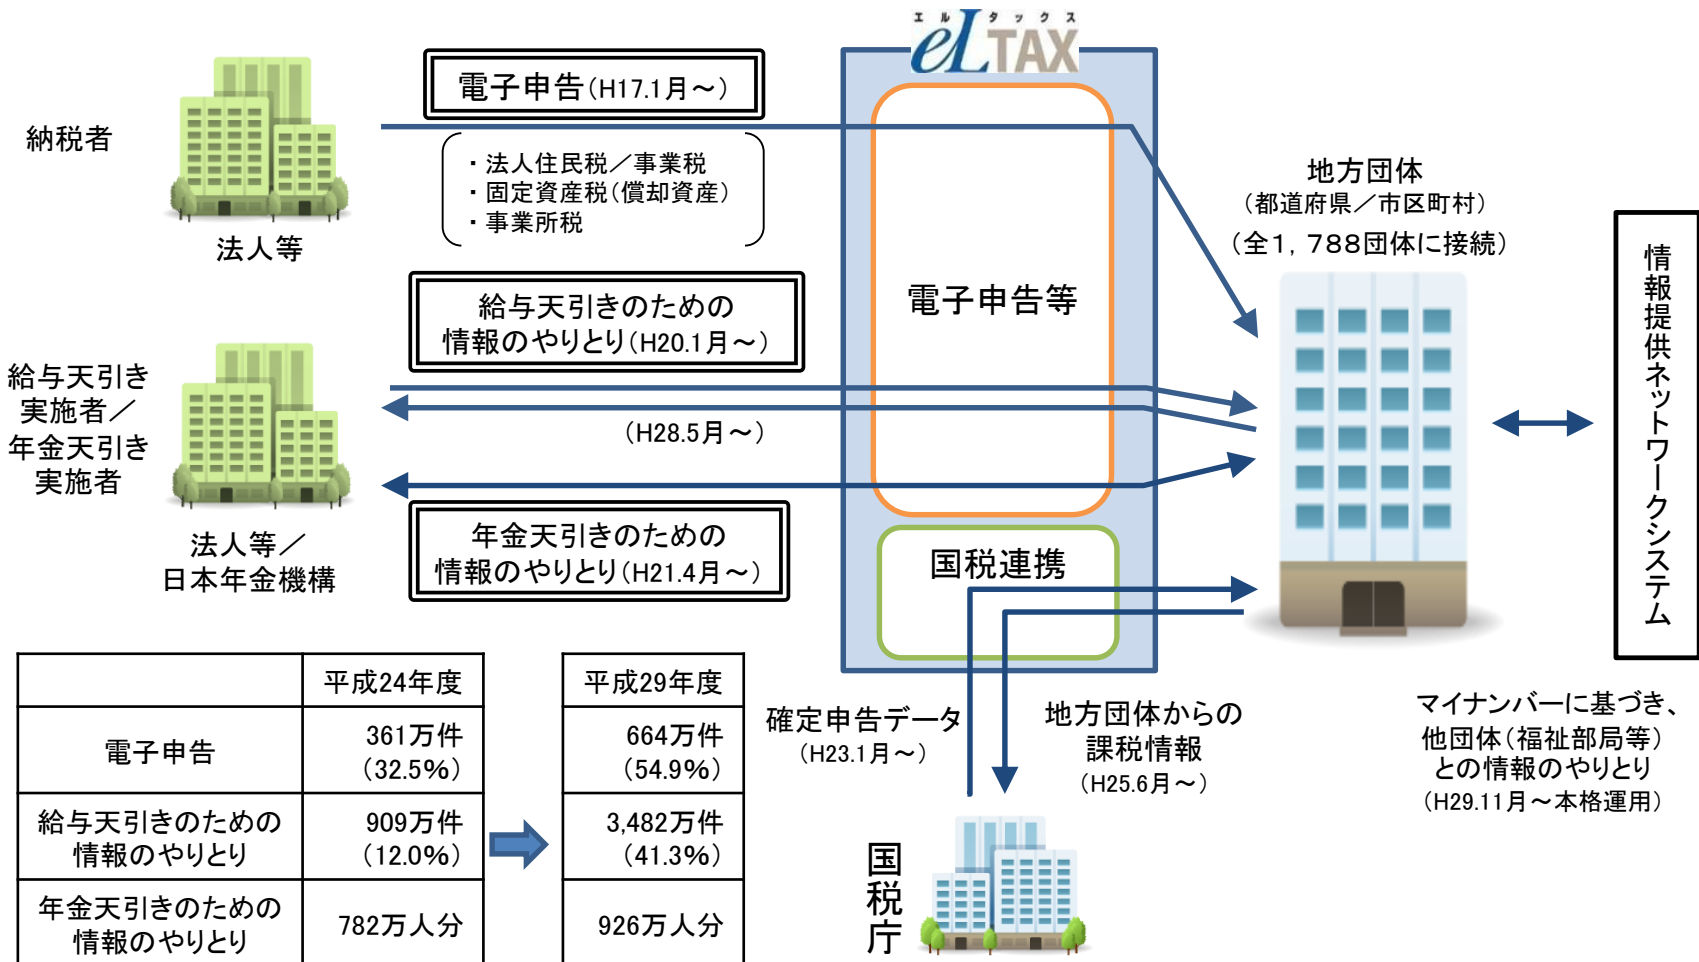 エルタックス
eLTAX
電子申告(H17.1月～)
納税者
・法人住民税／事業税
・固定資産税(償却資産)
・事業所税
法人等
地方団体
(都道府県／市区町村)
(全1,788団体に接続)
電子申告等
給与天引きのための
情報のやりとり(H20.1月～)
給与天引き
実施者／
年金天引き
実施者
(H28.5月～)
年金天引きのための
情報のやりとり(H21.4月～)
法人等／
日本年金機構
国税連携
情報提供ネットワークシステム
確定申告データ
(H23.1月～)
地方団体からの
課税情報
(H25.6月～)
マイナンバーに基づき、
他団体(福祉部局等)
との情報のやりとり
(H29.11月～本格運用)
国税庁
平成24年度 平成29年度
電子申告 361万件 664万件
(32.5%) (54.9%)
給与天引きのための 909万件 3,482万件
情報のやりとり (12.0%) (41.3%)
年金天引きのための
情報のやりとり 782万人分 926万人分